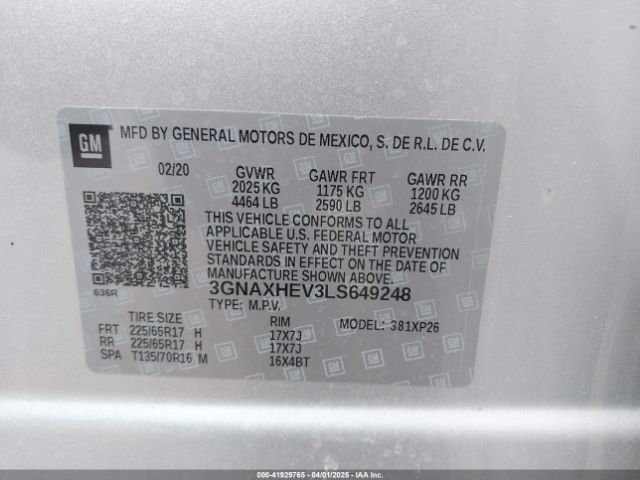 GM
MFD BY GENERAL MOTORS DE MEXICO, S. DE R.L. DE C.V.
02/20 GVWR GAWR FRT GAWR RR
2025 KG 1175 KG 1200 KG
4464 LB 2590 LB 2645 LB
THIS VEHICLE CONFORMS TO ALL
APPLICABLE U.S. FEDERAL MOTOR
VEHICLE SAFETY AND THEFT PREVENTION
STANDARDS IN EFFECT ON THE DATE OF
MANUFACTURE SHOWN ABOVE.
636R
3GNAXHEV3LS649248
TYPE: M.P.V.
TIRE SIZE RIM MODEL: 381XP26
FRT 225/65R17 H 17X7J
RR 225/65R17 H 17X7J
SPA T135/70R16 M 16X4BT
000-41929765 - 04/01/2025 - IAA Inc.